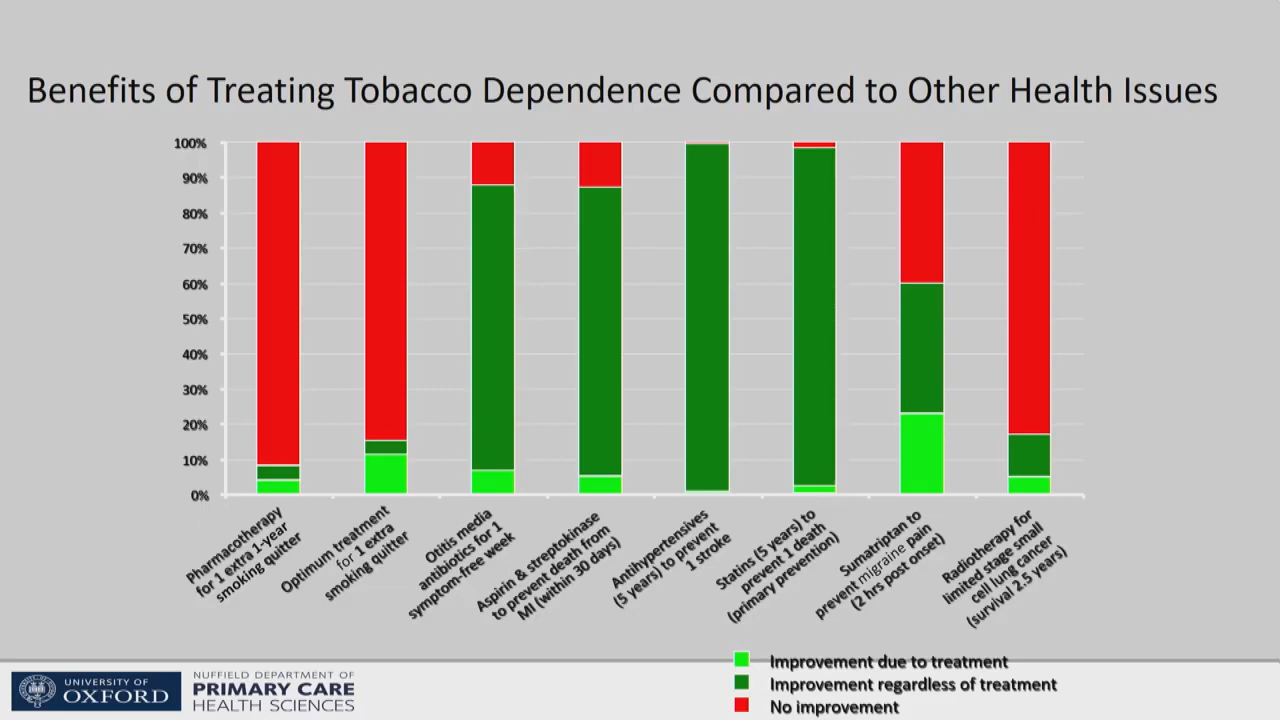 Benefits of Treating Tobacco Dependence Compared to Other Health Issues
100%
90%
80%
70%
60%
50%
40%
30%
20%
10%
0%
Pharmacotherapy
for 1 extra 1-year
smoking quitter
Optimum treatment
for 1 extra
smoking quitter
Otitis media
antibiotics for 1
symptom-free week
Aspirin & streptokinase
to prevent death from
MI (within 30 days)
Antihypertensives
(5 years) to prevent
1 stroke
Statins (5 years) to
prevent 1 death
(primary prevention)
Sumatriptan to
prevent migraine pain
(2 hrs post onset)
Radiotherapy for
limited stage small
cell lung cancer
(survival 2.5 years)
Improvement due to treatment
Improvement regardless of treatment
No improvement
UNIVERSITY OF
OXFORD
NUFFIELD DEPARTMENT OF
PRIMARY CARE
HEALTH SCIENCES